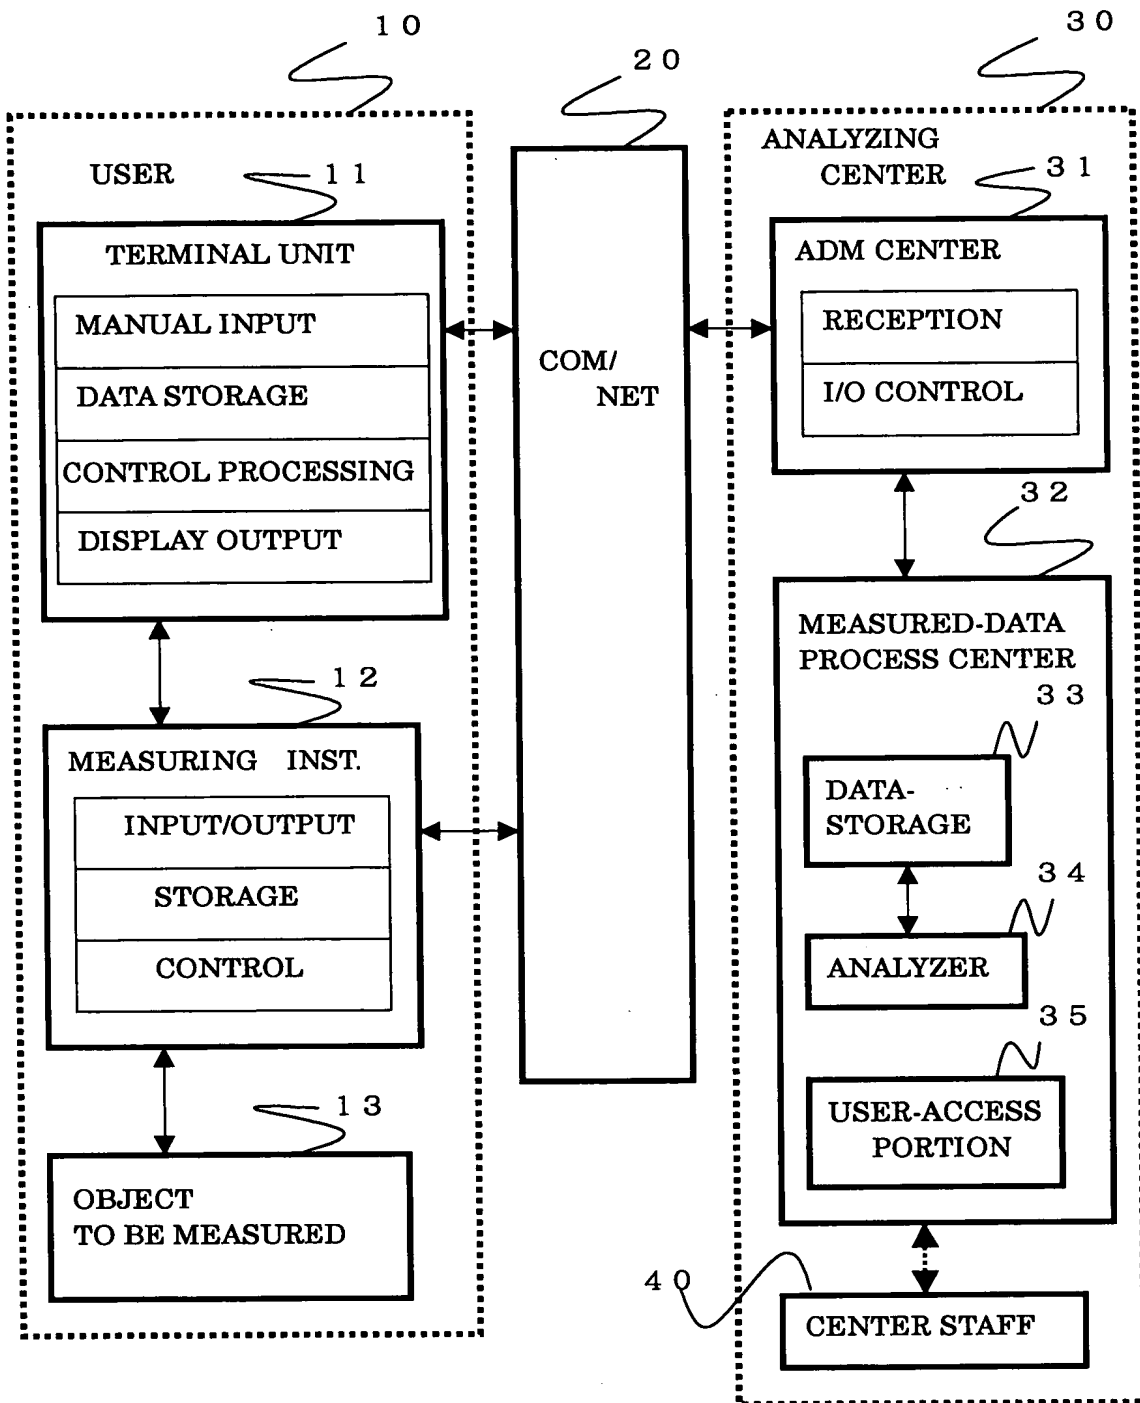 10
USER
11
TERMINAL UNIT
MANUAL INPUT
DATA STORAGE
CONTROL PROCESSING
DISPLAY OUTPUT
12
MEASURING INST.
INPUT/OUTPUT
STORAGE
CONTROL
13
OBJECT
TO BE MEASURED
20
COM/
NET
30
ANALYZING
CENTER
31
ADM CENTER
RECEPTION
I/O CONTROL
32
MEASURED-DATA
PROCESS CENTER
33
DATA-
STORAGE
34
ANALYZER
35
USER-ACCESS
PORTION
40
CENTER STAFF